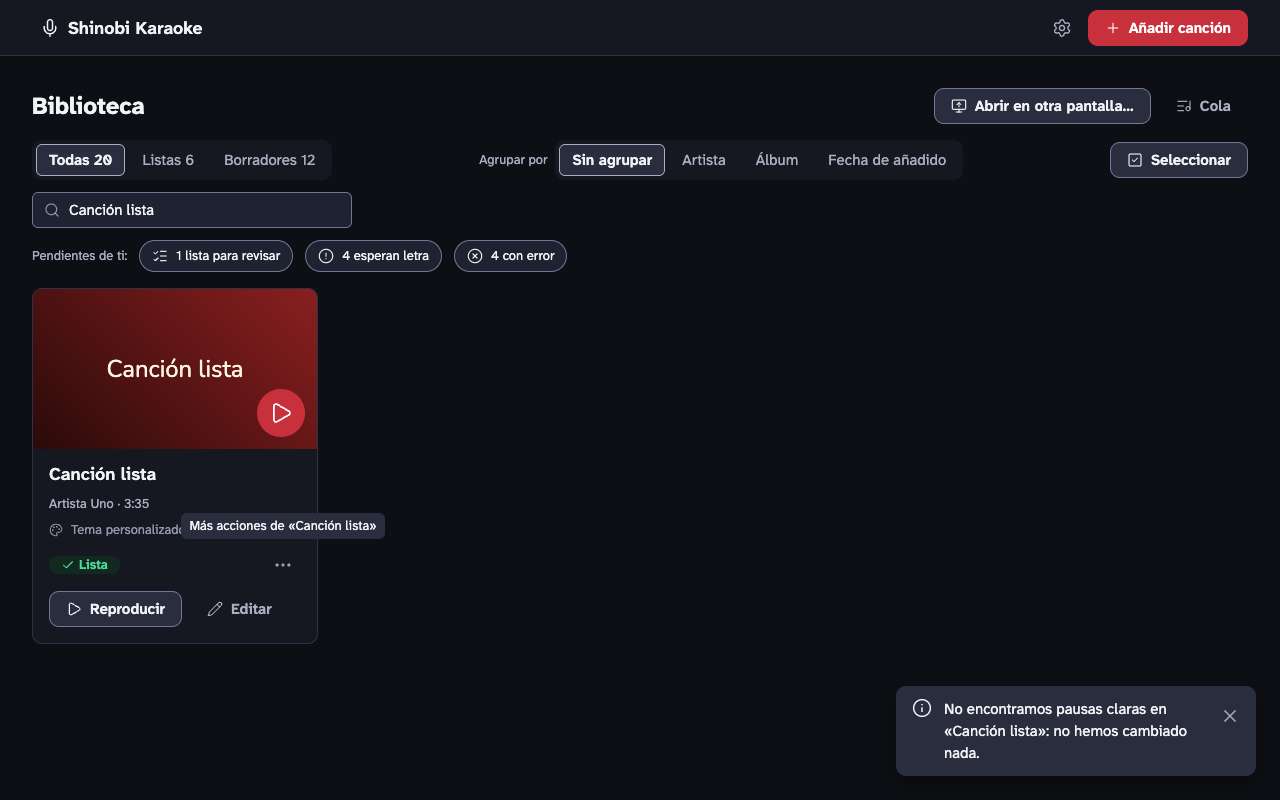 Shinobi Karaoke
Añadir canción
Biblioteca
Abrir en otra pantalla...
Cola
Todas 20
Listas 6
Borradores 12
Agrupar por
Sin agrupar
Artista
Álbum
Fecha de añadido
Seleccionar
Canción lista
Pendientes de ti:
1 lista para revisar
4 esperan letra
4 con error
Canción lista
Canción lista
Artista Uno · 3:35
Tema personalizado
Más acciones de «Canción lista»
Lista
Reproducir
Editar
No encontramos pausas claras en
«Canción lista»: no hemos cambiado
nada.